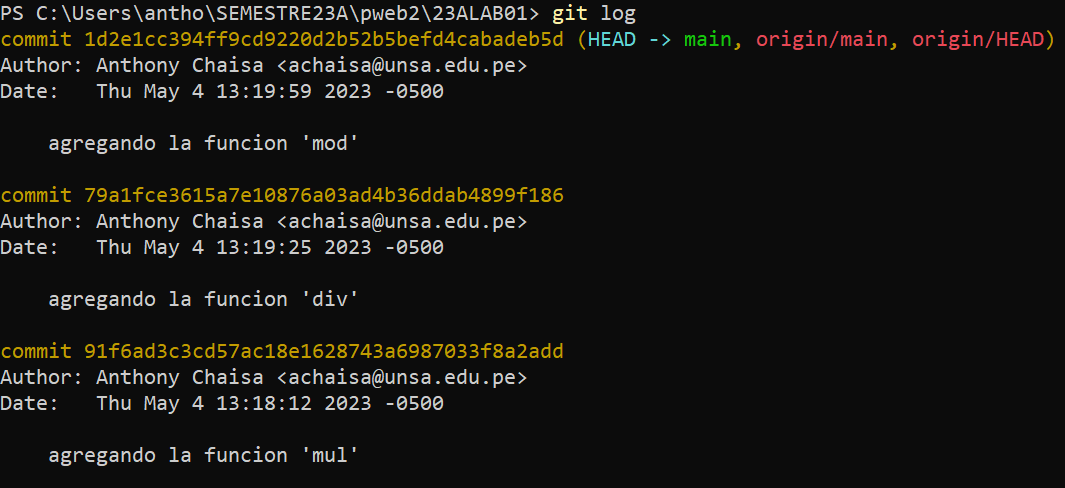 PS C:\Users\antho\SEMESTRE23A\pweb2\23ALAB01> git log
commit 1d2e1cc394ff9cd9220d2b52b5befd4cabadeb5d (HEAD -> main, origin/main, origin/HEAD)
Author: Anthony Chaisa <achaisa@unsa.edu.pe>
Date:   Thu May 4 13:19:59 2023 -0500
    agregando la funcion 'mod'
commit 79a1fce3615a7e10876a03ad4b36ddab4899f186
Author: Anthony Chaisa <achaisa@unsa.edu.pe>
Date:   Thu May 4 13:19:25 2023 -0500
    agregando la funcion 'div'
commit 91f6ad3c3cd57ac18e1628743a6987033f8a2add
Author: Anthony Chaisa <achaisa@unsa.edu.pe>
Date:   Thu May 4 13:18:12 2023 -0500
    agregando la funcion 'mul'